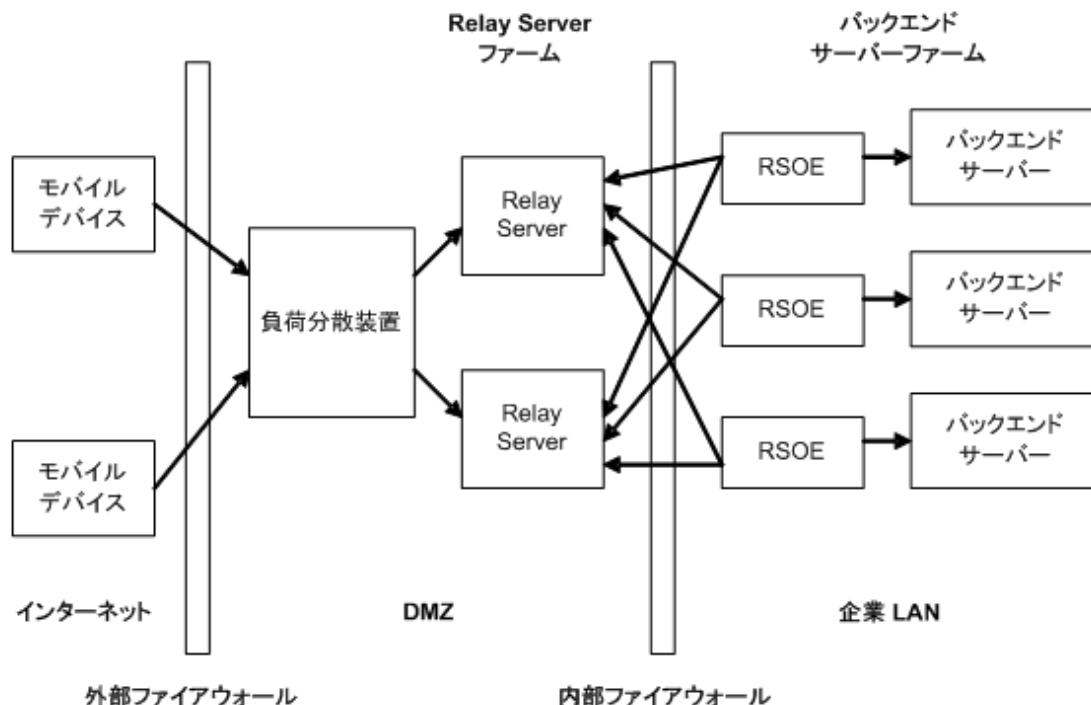 Relay Server
ファーム
バックエンド
サーバーファーム
モバイル
デバイス
モバイル
デバイス
負荷分散装置
Relay
Server
Relay
Server
RSOE
バックエンド
サーバー
RSOE
バックエンド
サーバー
RSOE
バックエンド
サーバー
インターネット
DMZ
企業 LAN
外部ファイアウォール
内部ファイアウォール